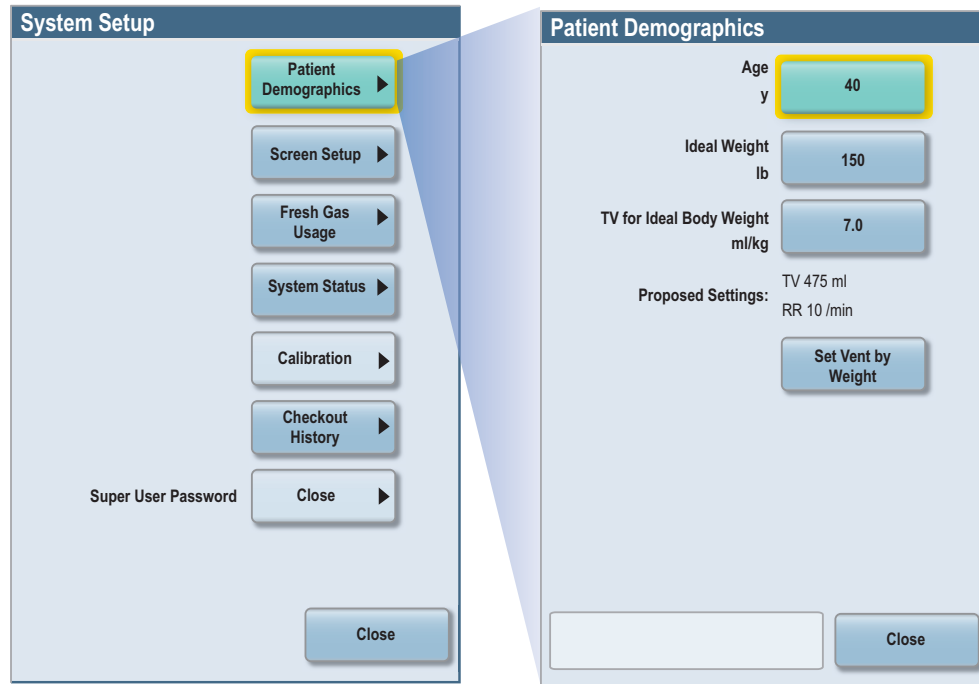 System Setup
Patient
Demographics
Screen Setup
Fresh Gas
Usage
System Status
Calibration
Checkout
History
Super User Password
Close
Close
Patient Demographics
Age
y
40
Ideal Weight
lb
150
TV for Ideal Body Weight
ml/kg
7.0
Proposed Settings:
TV 475 ml
RR 10 /min
Set Vent by
Weight
Close